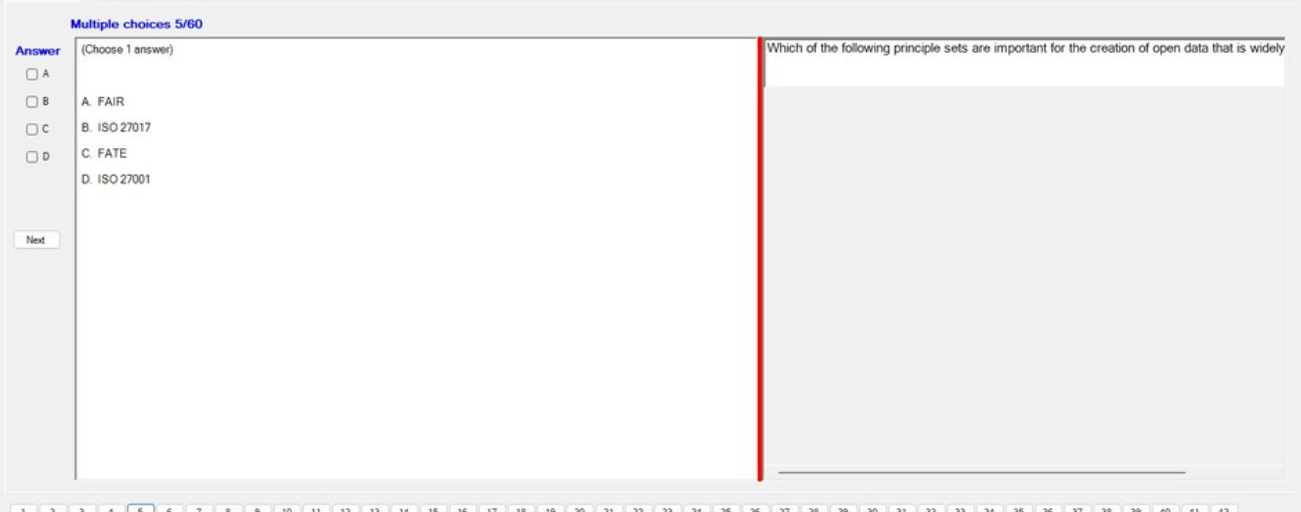 Multiple choices 5/60
Answer
(Choose 1 answer)
Which of the following principle sets are important for the creation of open data that is widely
A
B
C
D
A. FAIR
B. ISO 27017
C. FATE
D. ISO 27001
Next
1 2 3 4 5 6 7 8 9 10 11 12 13 14 15 16 17 18 19 20 21 22 23 24 25 26 27 28 29 30 31 32 33 34 35 36 37 38 39 40 41 42